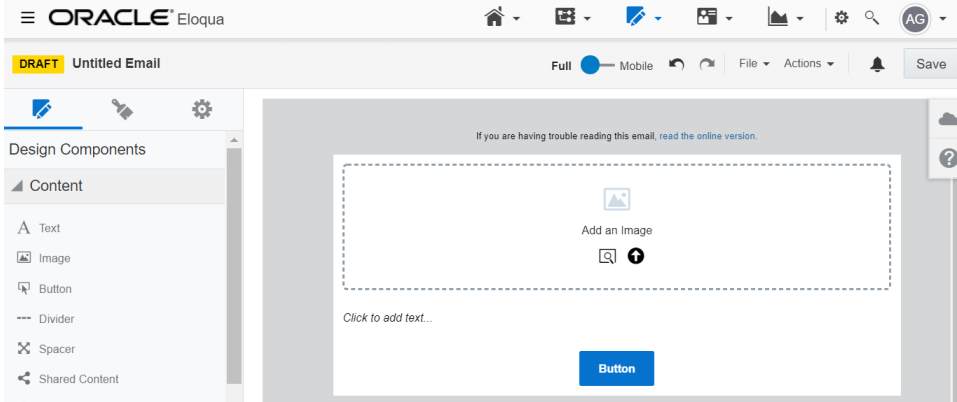 ORACLE Eloqua
AG
DRAFT Untitled Email
Full Mobile File Actions Save
Design Components
Content
Text
Image
Button
Divider
Spacer
Shared Content
If you are having trouble reading this email, read the online version.
Add an Image
Click to add text...
Button